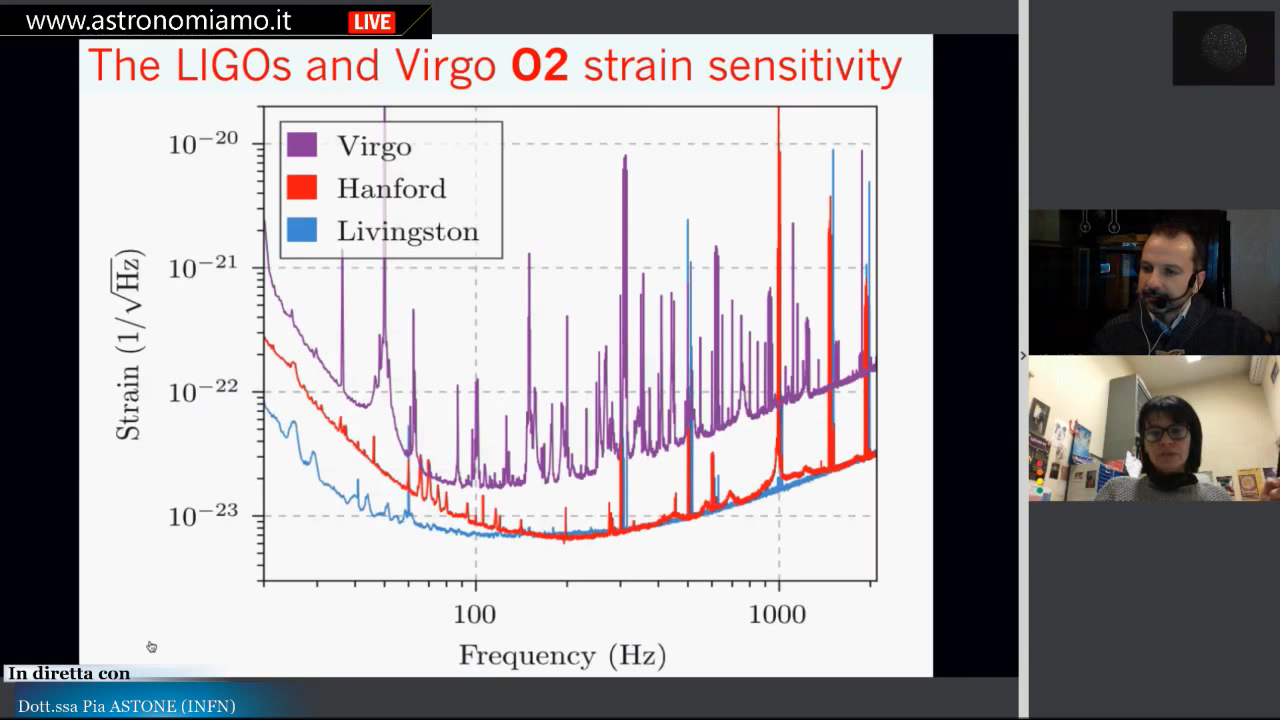 www.astronomiamo.it LIVE
The LIGOs and Virgo O2 strain sensitivity
Virgo
Hanford
Livingston
10−20
10−21
10−22
10−23
Strain (1/√Hz)
100 1000
Frequency (Hz)
In diretta con
Dott.ssa Pia ASTONE (INFN)